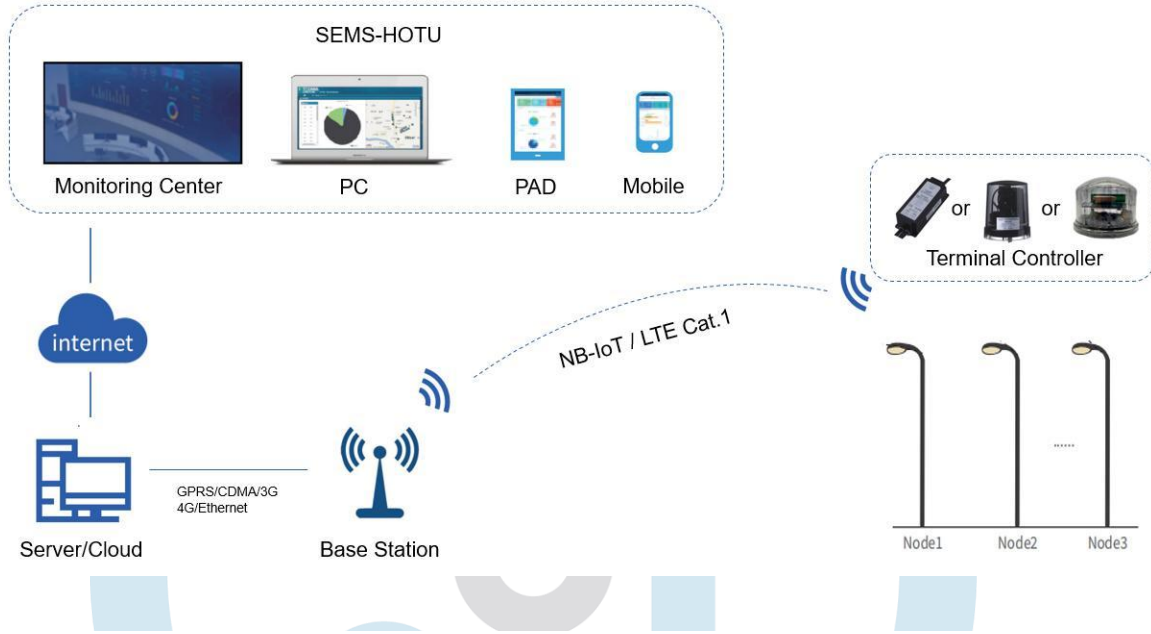 SEMS-HOTU
Monitoring Center
PC
PAD
Mobile
or
or
Terminal Controller
internet
NB-IoT / LTE Cat.1
GPRS/CDMA/3G
4G/Ethernet
Server/Cloud
Base Station
......
Node1
Node2
Node3